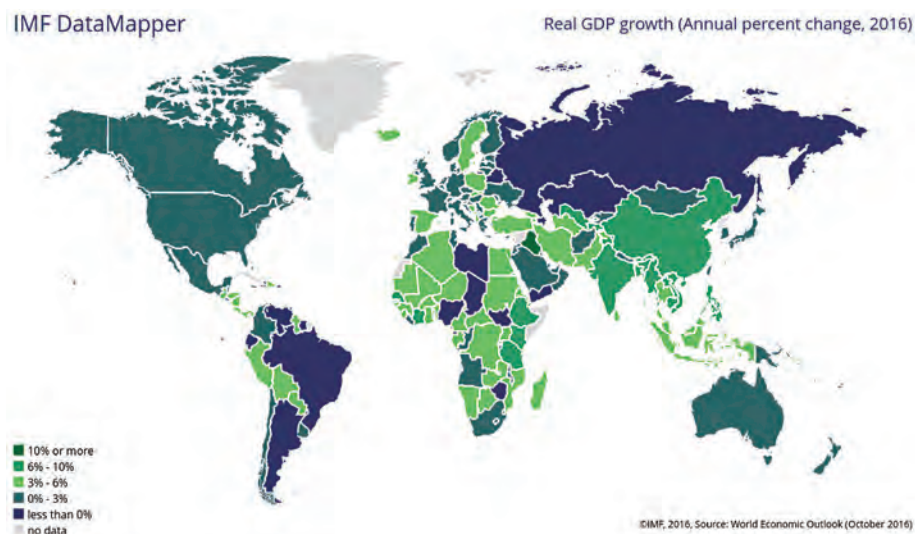 IMF DataMapper
Real GDP growth (Annual percent change, 2016)
10% or more
6% - 10%
3% - 6%
0% - 3%
less than 0%
no data
©IMF, 2016, Source: World Economic Outlook (October 2016)